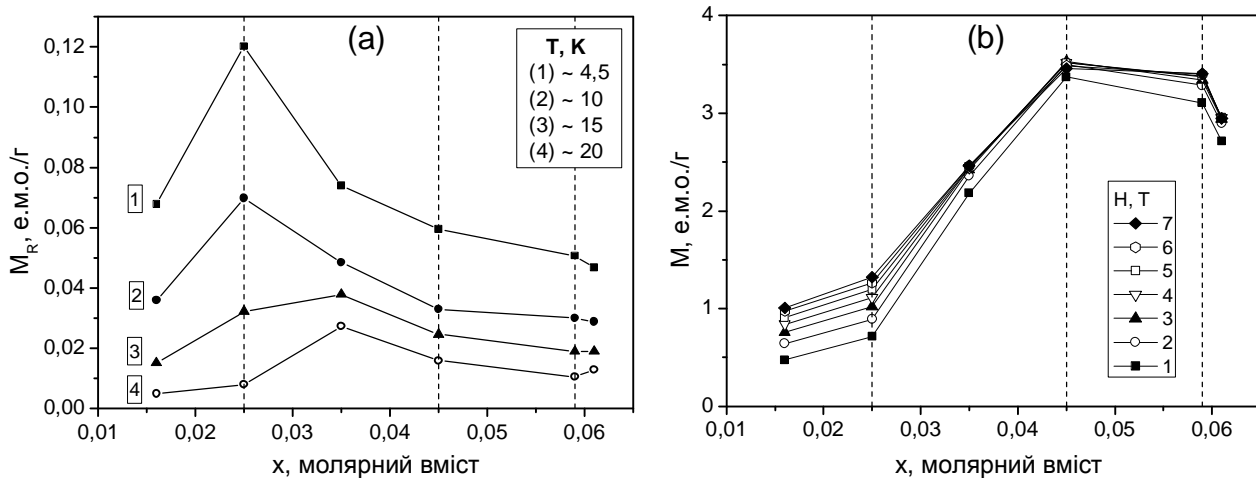 (a)
T, K
(1) ~ 4,5
(2) ~ 10
(3) ~ 15
(4) ~ 20
0,12
0,10
0,08
0,06
0,04
0,02
0,00
M_R, е.м.о./г
1
2
3
4
0,01 0,02 0,03 0,04 0,05 0,06
x, молярний вміст
(b)
4
3
2
1
0
M, е.м.о./г
H, T
7
6
5
4
3
2
1
0,01 0,02 0,03 0,04 0,05 0,06
x, молярний вміст